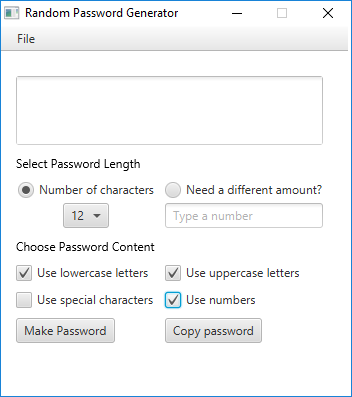 Random Password Generator
File
Select Password Length
Number of characters Need a different amount?
12 Type a number
Choose Password Content
Use lowercase letters Use uppercase letters
Use special characters Use numbers
Make Password Copy password